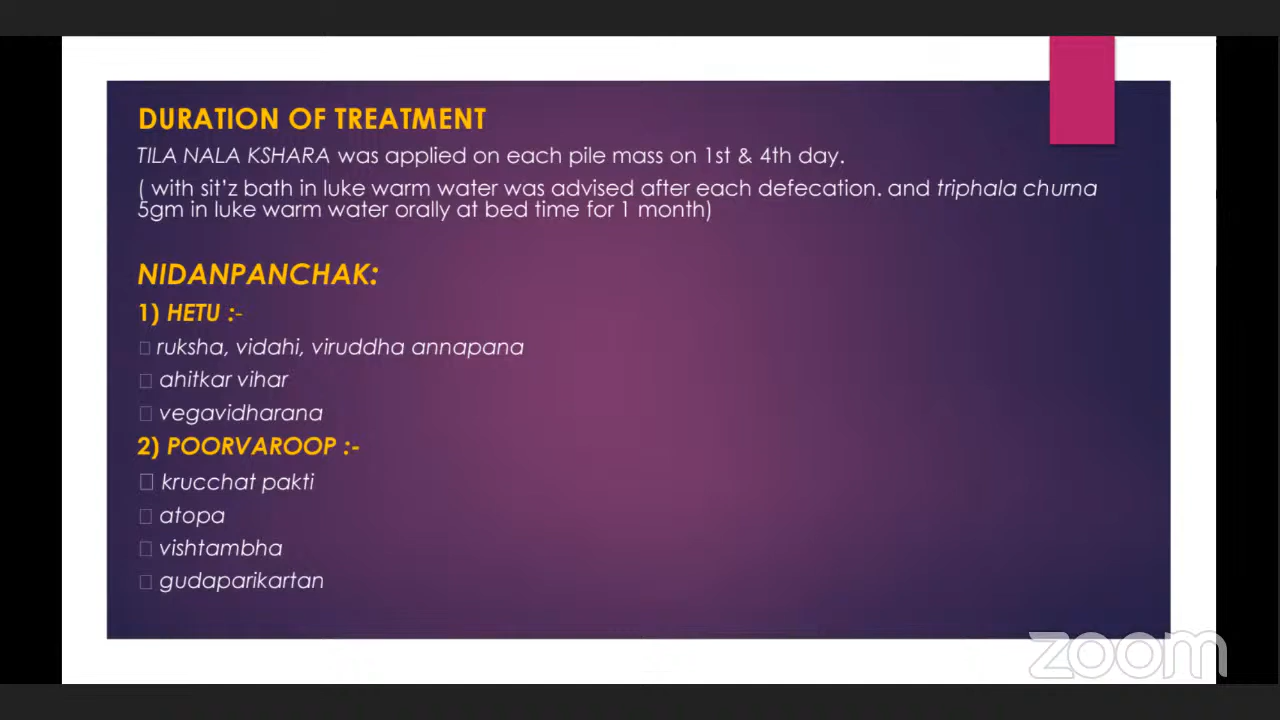 DURATION OF TREATMENT
TILA NALA KSHARA was applied on each pile mass on 1st & 4th day.
( with sit'z bath in luke warm water was advised after each defecation. and triphala churna
5gm in luke warm water orally at bed time for 1 month)
NIDANPANCHAK:
1) HETU :-
ruksha, vidahi, viruddha annapana
ahitkar vihar
vegavidharana
2) POORVAROOP :-
krucchat pakti
atopa
vishtambha
gudaparikartan
zoom